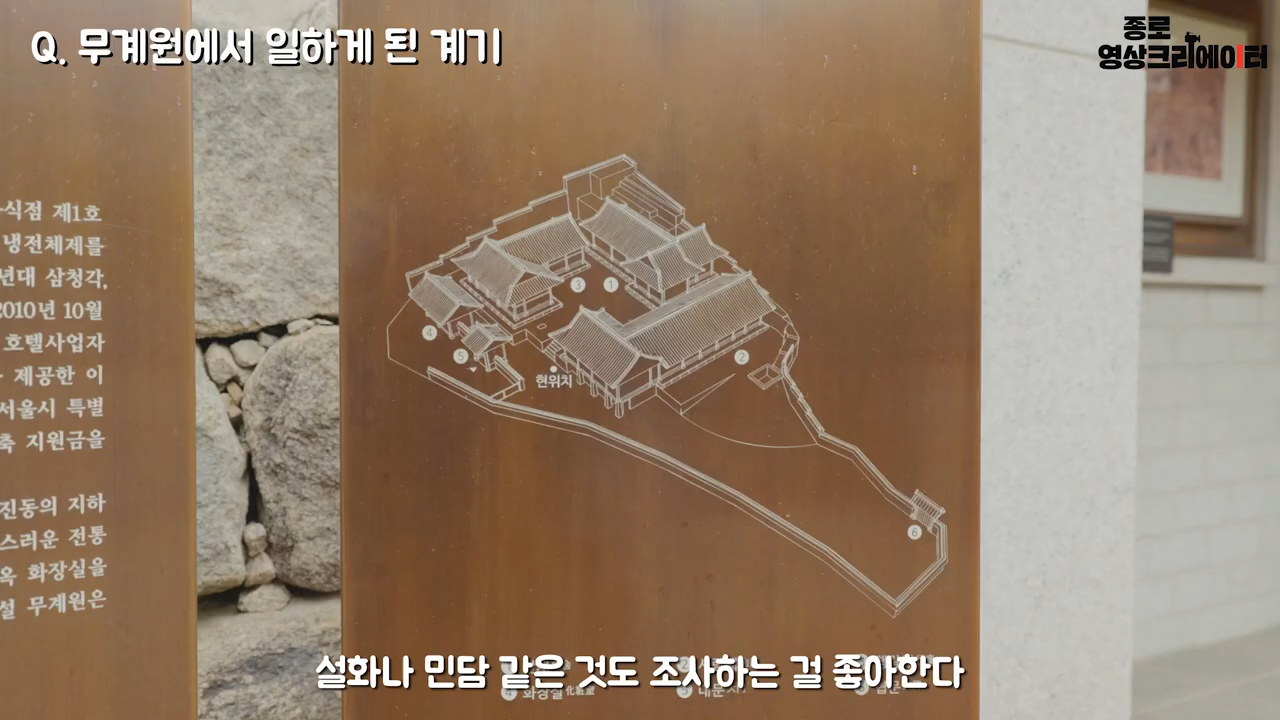 Q. 무계원에서 일하게 된 계기
종로
영상크리에이터
식점 제1호
냉전체제를
년대 삼청각,
2010년 10월
호텔사업자
제공한 이
서울시 특별
축 지원금을
진동의 지하
스러운 전통
옥 화장실을
설 무계원은
3 1
4
5
2
현위치
6
설화나 민담 같은 것도 조사하는 걸 좋아한다
화장실